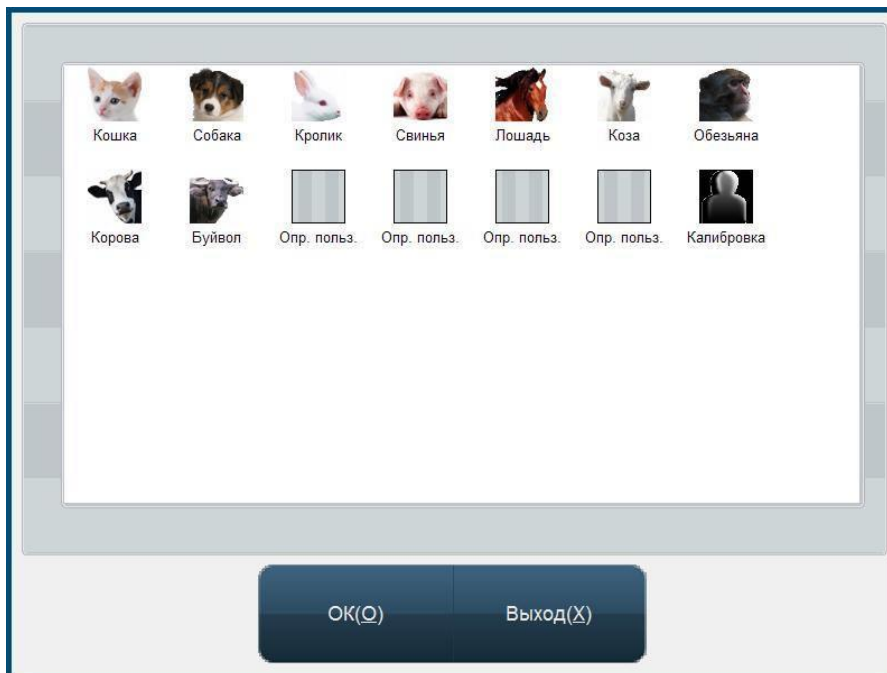 Кошка Собака Кролик Свинья Лошадь Коза Обезьяна
Корова Буйвол Опр. польз. Опр. польз. Опр. польз. Опр. польз. Калибровка
ОК(O) Выход(X)